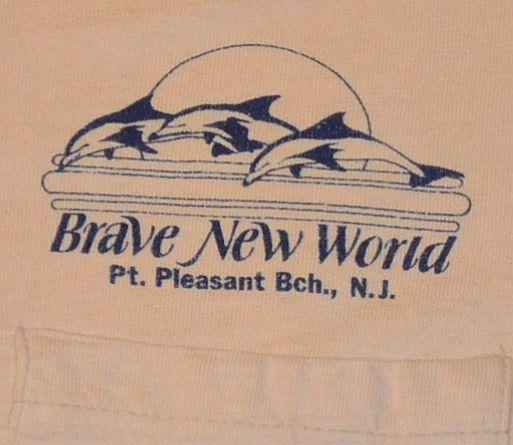 Brave New World
Pt. Pleasant Bch., N.J.